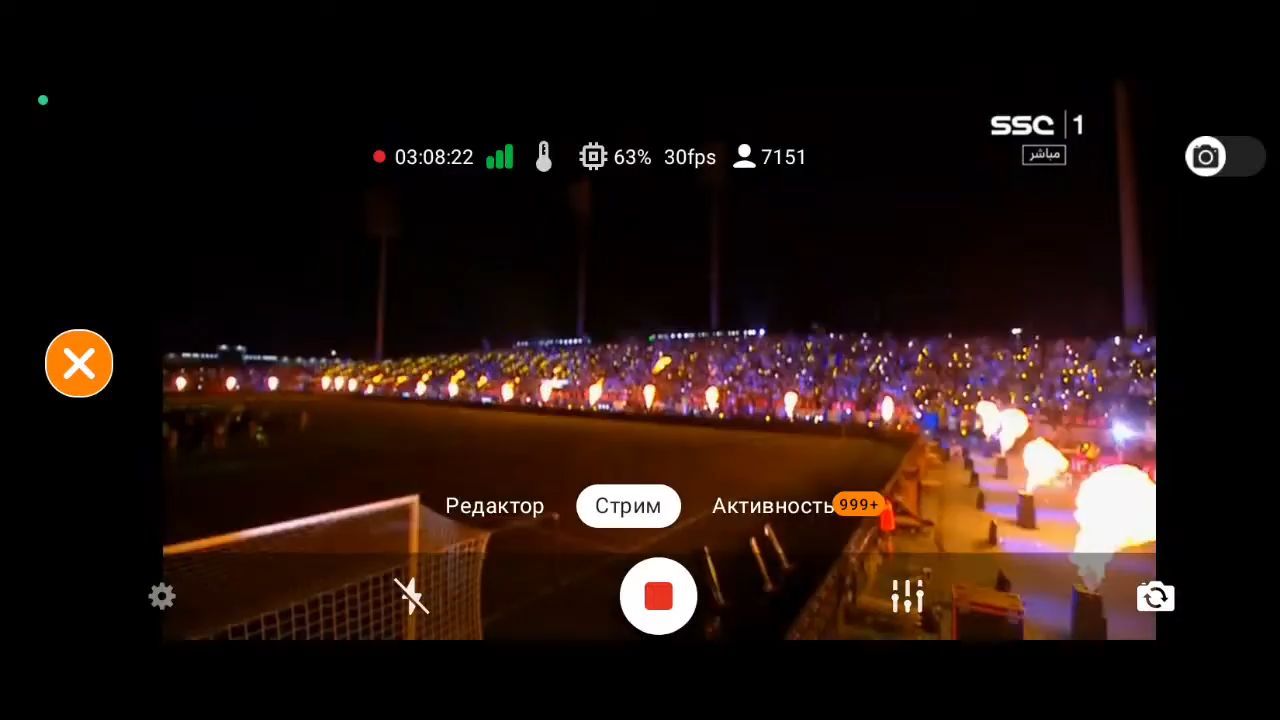 SSC 1
مباشر
03:08:22 63% 30fps 7151
Редактор Стрим Активность 999+